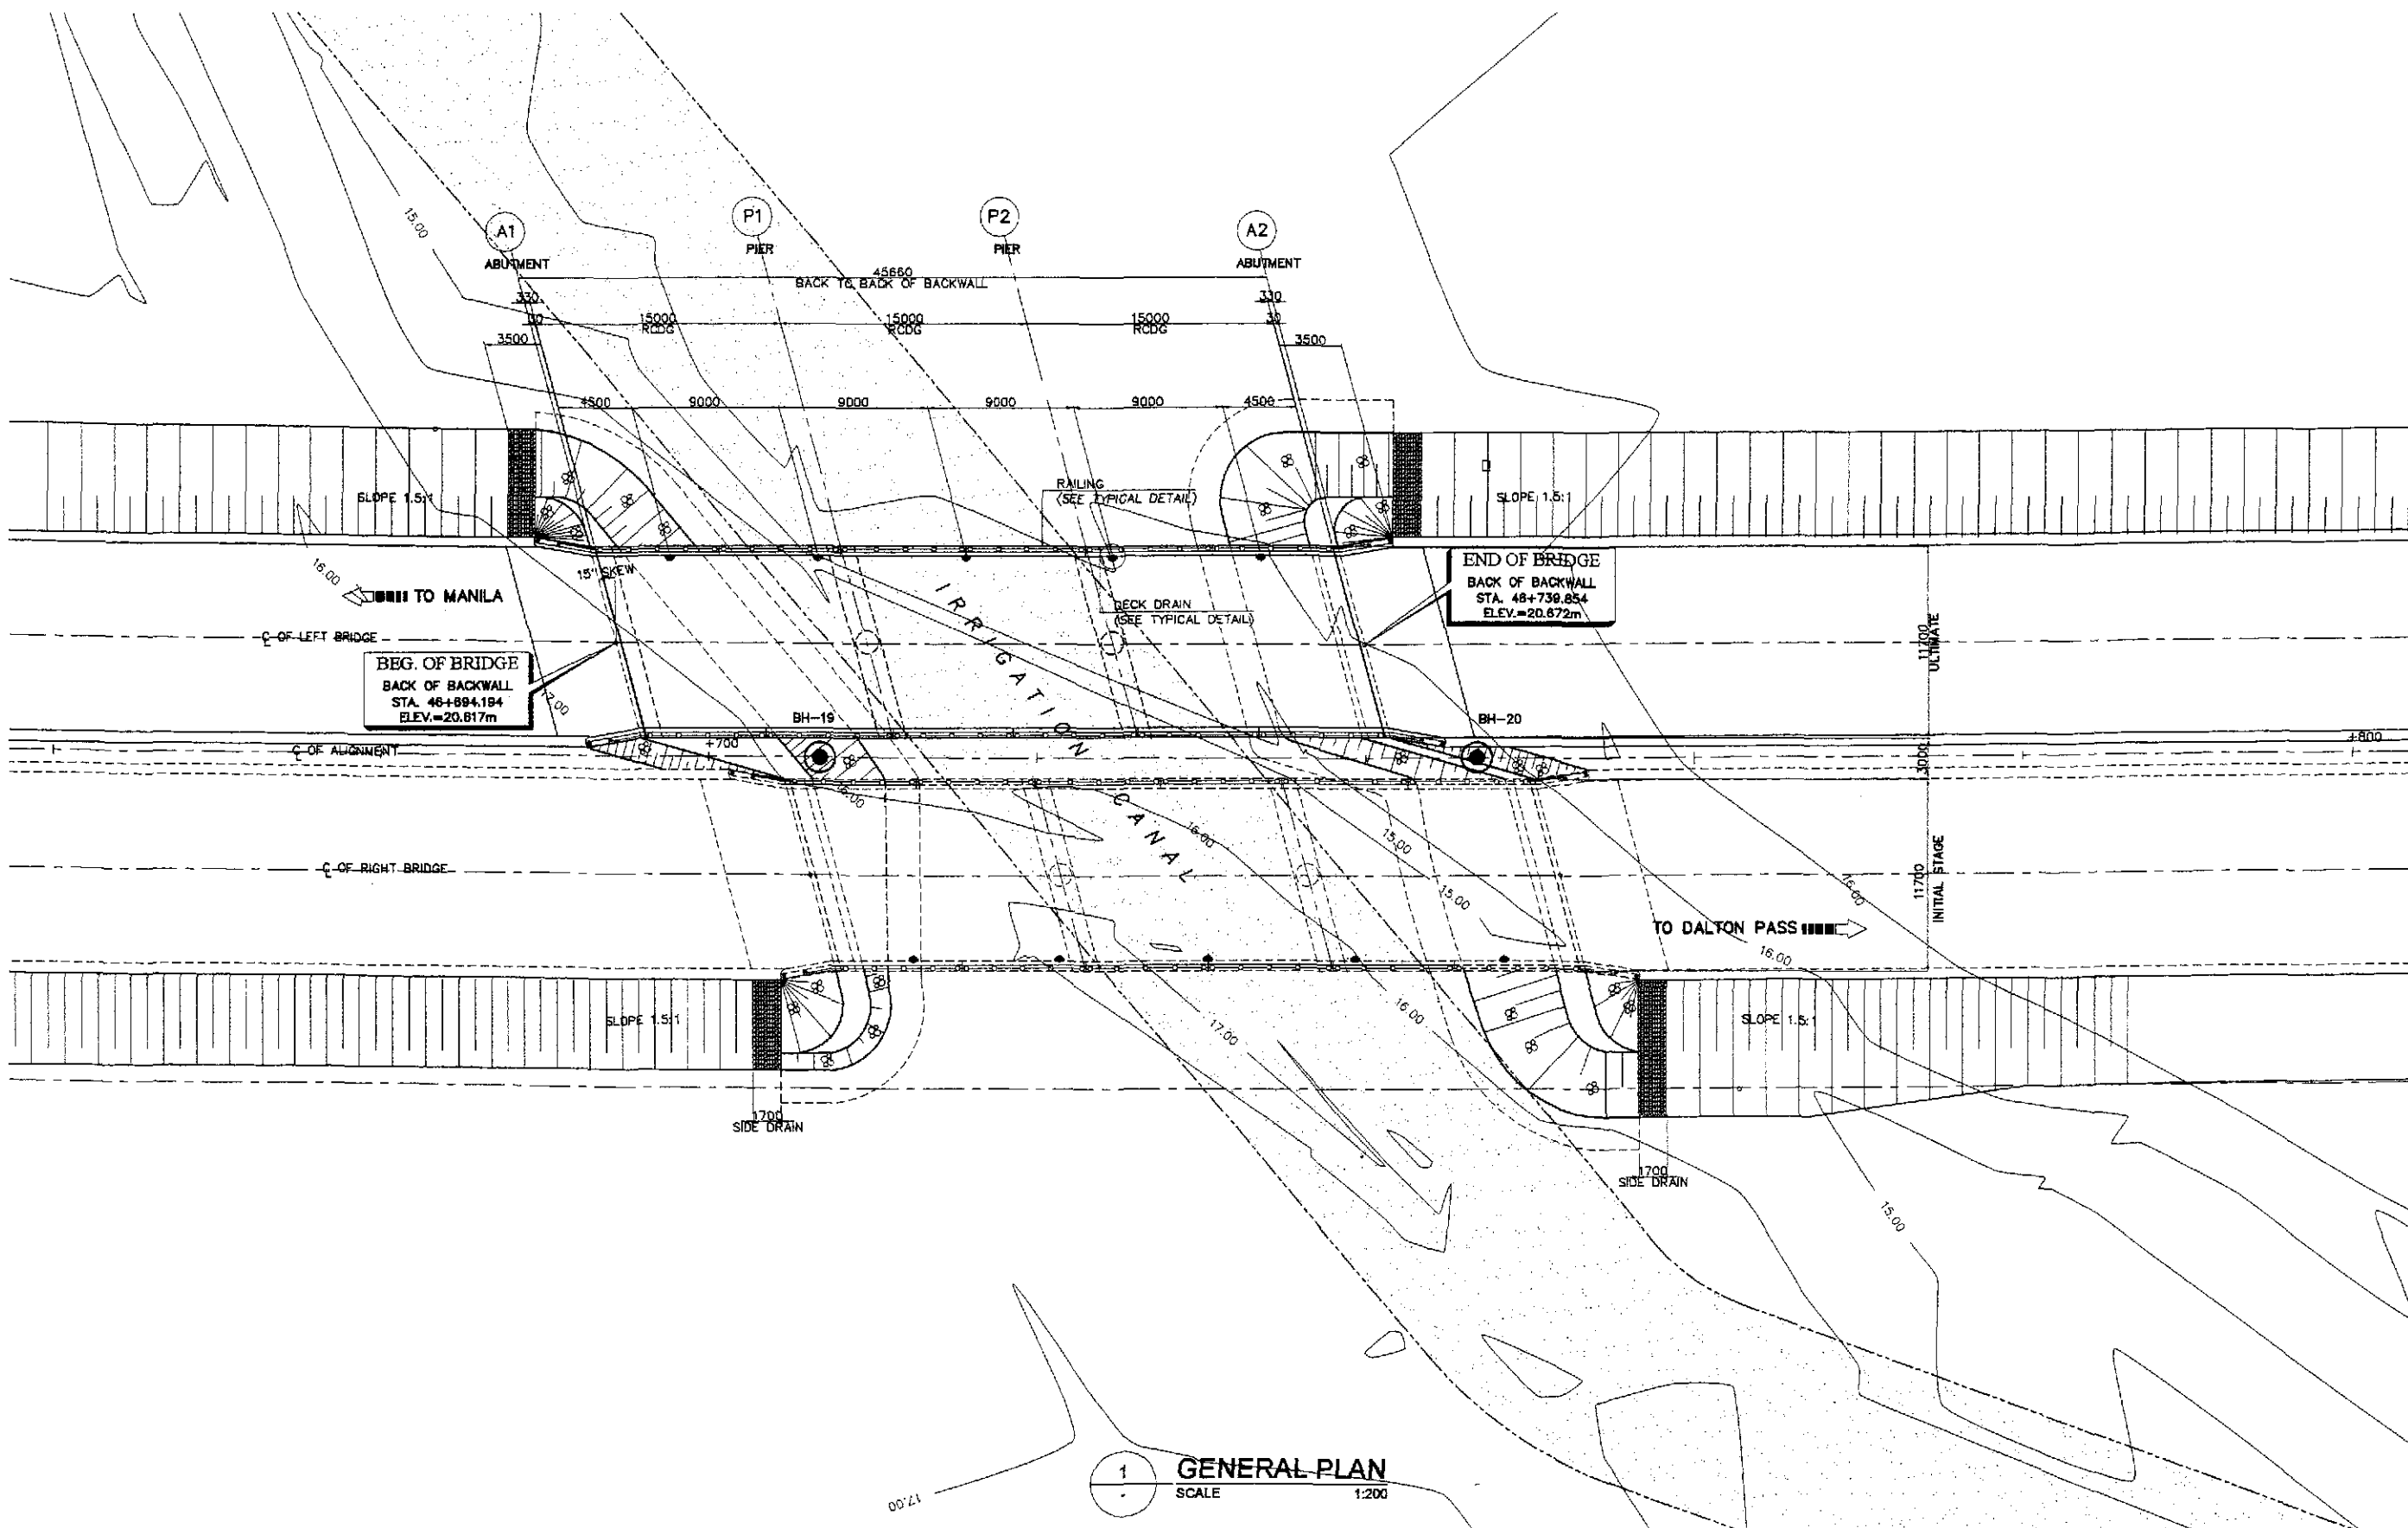 15.00
A1
P1
P2
A2
ABUTMENT
PIER
PIER
ABUTMENT
45660
BACK TO BACK OF BACKWALL
330
330
30
15000
RCDG
15000
RCDG
15000
RCDG
30
3500
3500
4500
9000
9000
9000
9000
4500
SLOPE 1.5:1
RAILING
(SEE TYPICAL DETAIL)
SLOPE 1.5:1
15° SKEW
16.00
TO MANILA
END OF BRIDGE
BACK OF BACKWALL
STA. 46+739.854
ELEV.=20.672m
DECK DRAIN
(SEE TYPICAL DETAIL)
IRRIGATION CANAL
℄ OF LEFT BRIDGE
11700
ULTIMATE
BEG. OF BRIDGE
BACK OF BACKWALL
STA. 46+694.194
ELEV.=20.617m
17.00
BH-19
BH-20
℄ OF ALIGNMENT
+700
+800
3000
16.00
16.00
15.00
℄ OF RIGHT BRIDGE
11700
INITIAL STAGE
15.00
16.00
TO DALTON PASS
16.00
SLOPE 1.5:1
17.00
16.00
SLOPE 1.5:1
1700
SIDE DRAIN
1700
SIDE DRAIN
15.00
17.00
1
GENERAL PLAN
SCALE 1:200